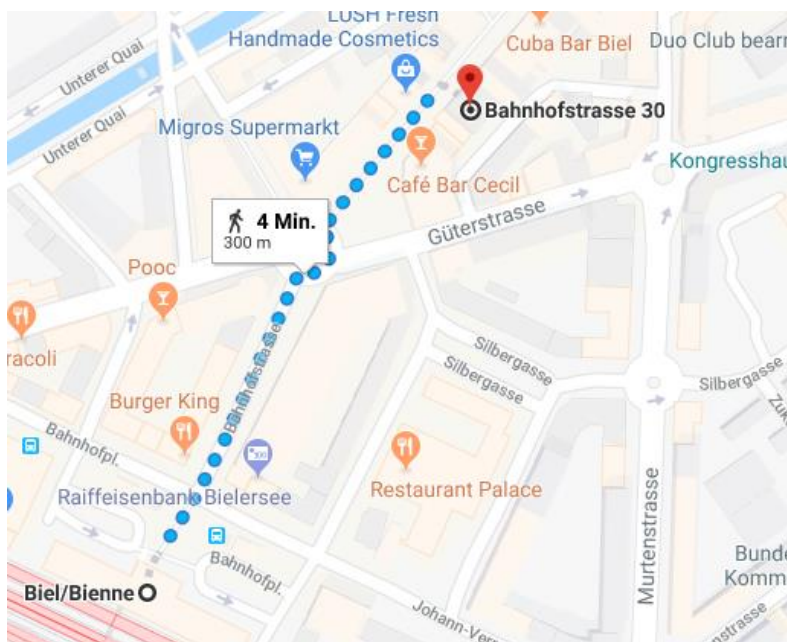 LUSH Fresh
Handmade Cosmetics
Cuba Bar Biel
Duo Club bearn
Unterer Quai
Unterer Quai
Bahnhofstrasse 30
Migros Supermarkt
Café Bar Cecil
Kongresshau
4 Min.
300 m
Güterstrasse
Pooc
racoli
Bahnhofstrasse
Silbergasse
Silbergasse
Silbergasse
Burger King
Bahnhofpl.
Raiffeisenbank Bielersee
Restaurant Palace
Murtenstrasse
Zuk
Bahnhofpl.
Biel/Bienne
Johann-Ver
Bunde
Komm